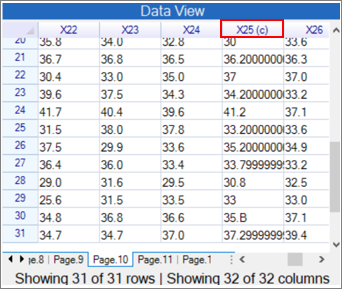 Data View
X22 X23 X24 X25 (c) X26
20 35.8 34.0 32.8 30 33.6
21 36.7 36.8 36.5 36.2000000 36.3
22 30.4 33.0 35.0 37 37.0
23 39.6 37.5 34.3 34.2000000 33.2
24 41.7 40.4 39.6 41.2 37.1
25 31.5 38.0 37.8 33.2000000 33.6
26 37.5 29.9 33.6 35.2000000 34.9
27 36.4 36.0 33.4 33.7999999 33.2
28 29.0 31.6 29.5 30.8 32.5
29 25.6 31.5 33.5 33 33.0
30 34.8 36.8 36.6 35.B 37.1
31 34.7 34.7 37.0 37.2999999 39.4
ge.8 Page.9 Page.10 Page.11 Page.1
Showing 31 of 31 rows | Showing 32 of 32 columns